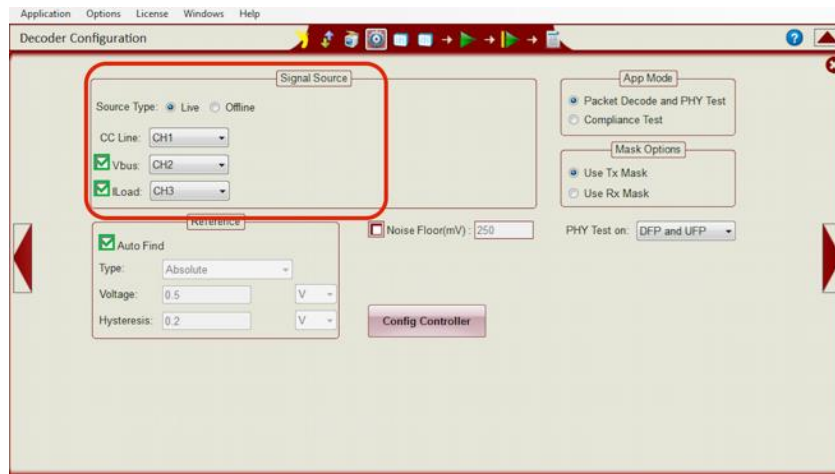 Application Options License Windows Help
Decoder Configuration
Signal Source
Source Type: Live Offline
CC Line: CH1
Vbus: CH2
ILoad: CH3
App Mode
Packet Decode and PHY Test
Compliance Test
Mask Options
Use Tx Mask
Use Rx Mask
Reference
Auto Find
Type: Absolute
Voltage: 0.5 V
Hysteresis: 0.2 V
Noise Floor(mV) : 250
PHY Test on: DFP and UFP
Config Controller